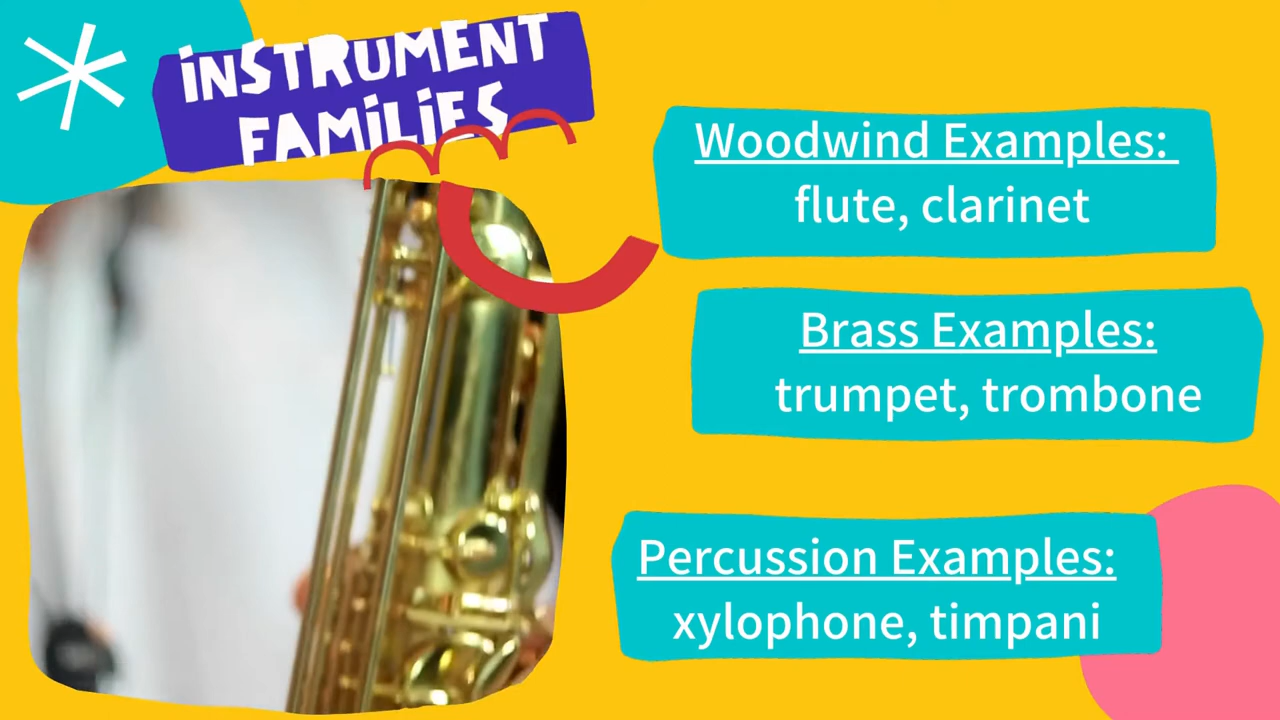 iNSTRUMENT
FAMiLiES
Woodwind Examples:
flute, clarinet
Brass Examples:
trumpet, trombone
Percussion Examples:
xylophone, timpani